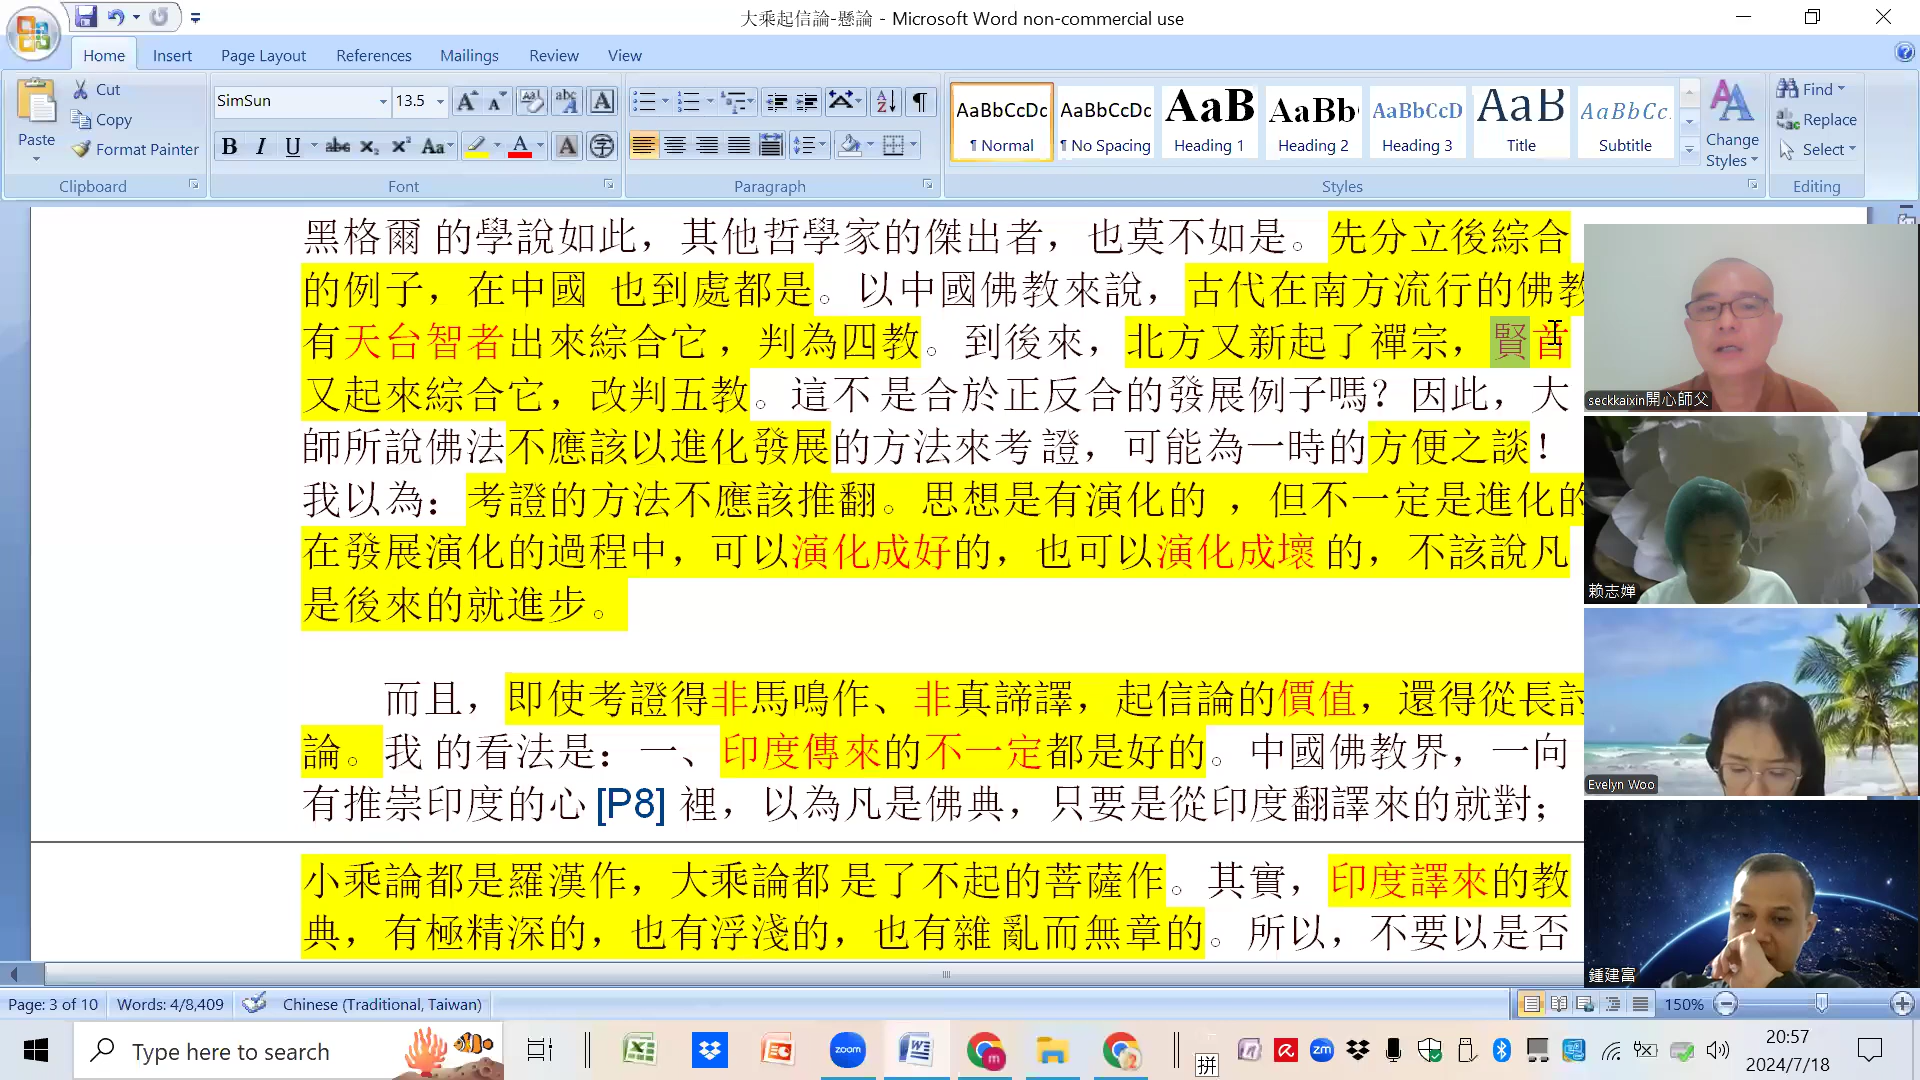 大乘起信論-懸論 - Microsoft Word non-commercial use
Home Insert Page Layout References Mailings Review View
Paste
Cut
Copy
Format Painter
Clipboard
SimSun 13.5
Font
Paragraph
AaBbCcDc AaBbCcDc AaB AaBb AaBbCcD AaB AaBbCc.
¶ Normal ¶ No Spacing Heading 1 Heading 2 Heading 3 Title Subtitle
Styles
Change Styles
Find
Replace
Select
Editing
黑格爾 的學說如此，其他哲學家的傑出者，也莫不如是。先分立後綜合
的例子，在中國 也到處都是。以中國佛教來說，古代在南方流行的佛教
有天台智者出來綜合它 ，判為四教。到後來，北方又新起了禪宗，賢首
又起來綜合它，改判五教。這不 是合於正反合的發展例子嗎？因此，大
師所說佛法不應該以進化發展的方法來考 證，可能為一時的方便之談！
我以為：考證的方法不應該推翻。思想是有演化的 ，但不一定是進化的
在發展演化的過程中，可以演化成好的，也可以演化成壞 的，不該說凡
是後來的就進步。
而且，即使考證得非馬鳴作、非真諦譯，起信論的價值，還得從長討
論。我 的看法是：一、印度傳來的不一定都是好的。中國佛教界，一向
有推崇印度的心 [P8] 裡，以為凡是佛典，只要是從印度翻譯來的就對；
小乘論都是羅漢作，大乘論都 是了不起的菩薩作。其實，印度譯來的教
典，有極精深的，也有浮淺的，也有雜 亂而無章的。所以，不要以是否
seckkaixin開心師父
赖志婵
Evelyn Woo
鍾建富
Page: 3 of 10 Words: 4/8,409 Chinese (Traditional, Taiwan) 150%
Type here to search
zoom
zm
拼
20:57
2024/7/18